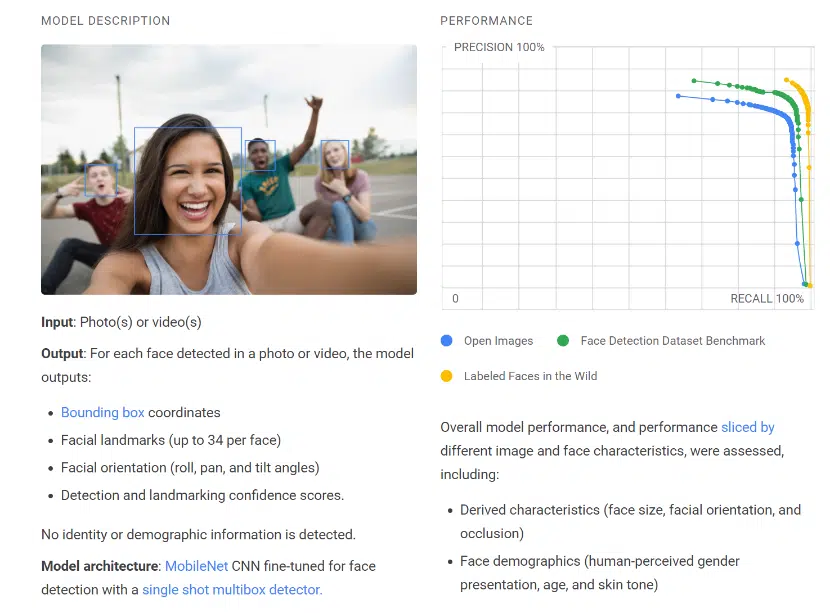 MODEL DESCRIPTION
Input: Photo(s) or video(s)
Output: For each face detected in a photo or video, the model
outputs:
• Bounding box coordinates
• Facial landmarks (up to 34 per face)
• Facial orientation (roll, pan, and tilt angles)
• Detection and landmarking confidence scores.
No identity or demographic information is detected.
Model architecture: MobileNet CNN fine-tuned for face
detection with a single shot multibox detector.
PERFORMANCE
PRECISION 100%
0
RECALL 100%
Open Images
Face Detection Dataset Benchmark
Labeled Faces in the Wild
Overall model performance, and performance sliced by
different image and face characteristics, were assessed,
including:
• Derived characteristics (face size, facial orientation, and
occlusion)
• Face demographics (human-perceived gender
presentation, age, and skin tone)